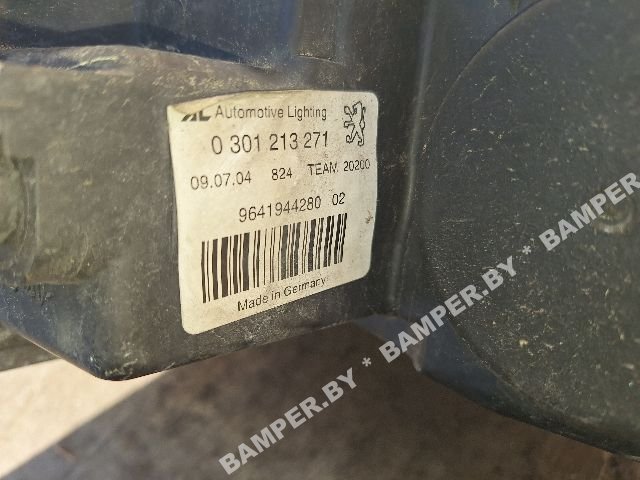 AL Automotive Lighting
0 301 213 271
09.07.04 824 TEAM. 20200
9641944280 02
Made in Germany
BAMPER.BY * BAMPER.BY * BAMPER.BY